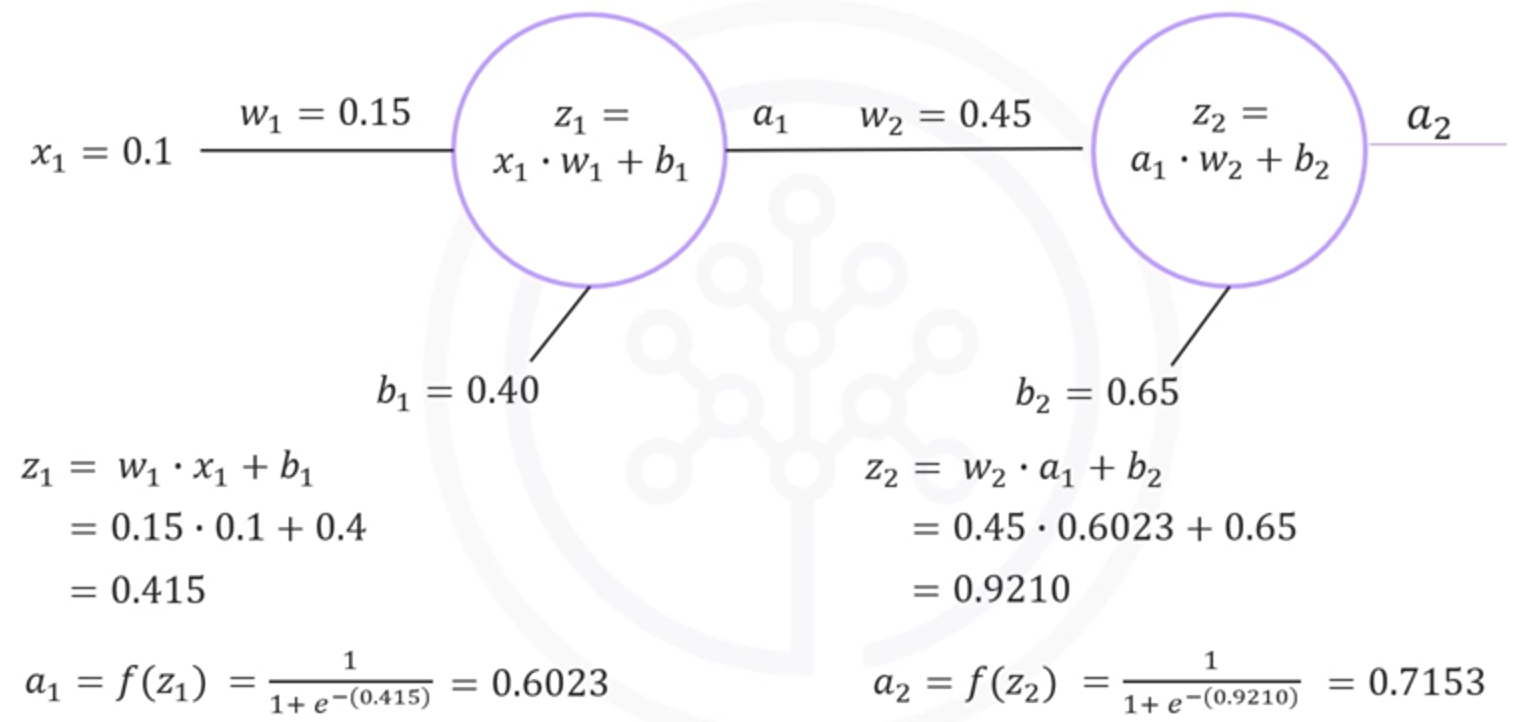 x₁ = 0.1
w₁ = 0.15
z₁ =
x₁ · w₁ + b₁
b₁ = 0.40
a₁
w₂ = 0.45
z₂ =
a₁ · w₂ + b₂
b₂ = 0.65
a₂
z₁ = w₁ · x₁ + b₁
= 0.15 · 0.1 + 0.4
= 0.415
a₁ = f(z₁) = 1/(1+ e^−(0.415)) = 0.6023
z₂ = w₂ · a₁ + b₂
= 0.45 · 0.6023 + 0.65
= 0.9210
a₂ = f(z₂) = 1/(1+ e^−(0.9210)) = 0.7153